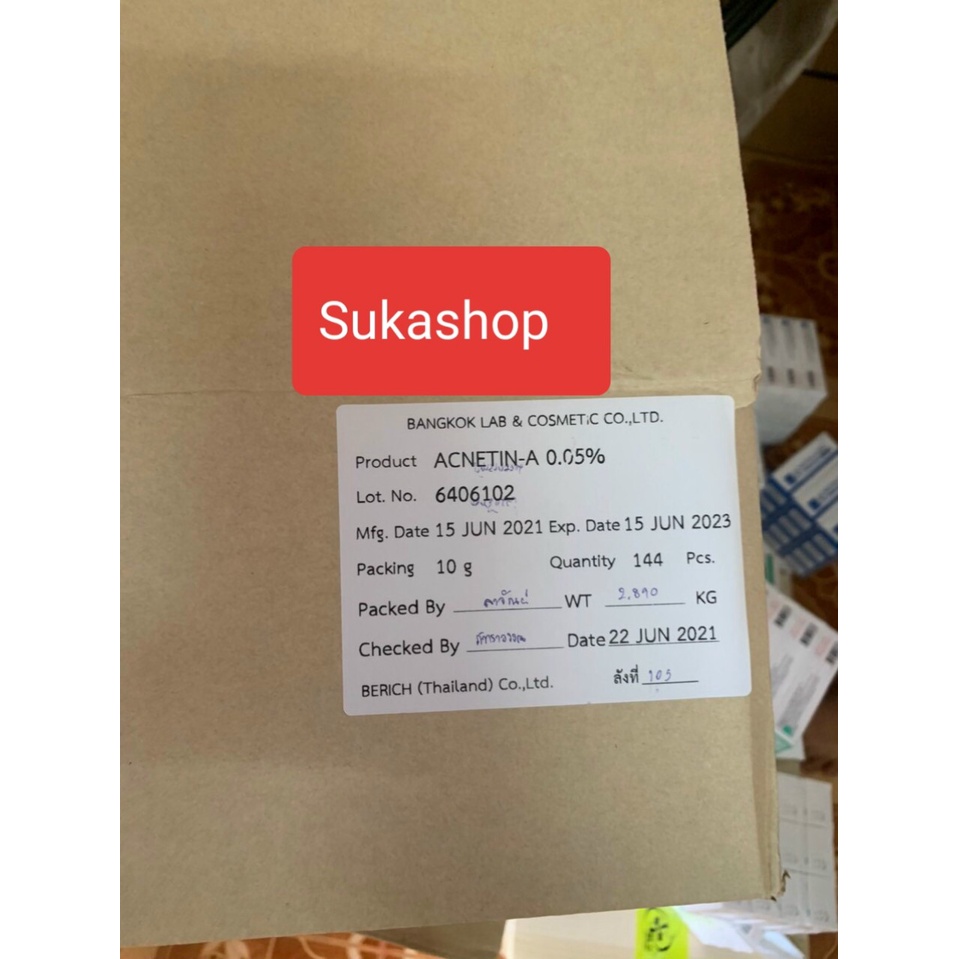 Sukashop
BANGKOK LAB & COSMETIC CO.,LTD.
Product ACNETIN-A 0.05%
Lot. No. 6406102
Mfg. Date 15 JUN 2021 Exp. Date 15 JUN 2023
Packing 10 g Quantity 144 Pcs.
Packed By WT 2.890 KG
Checked By Date 22 JUN 2021
BERICH (Thailand) Co.,Ltd. ลังที่ 105